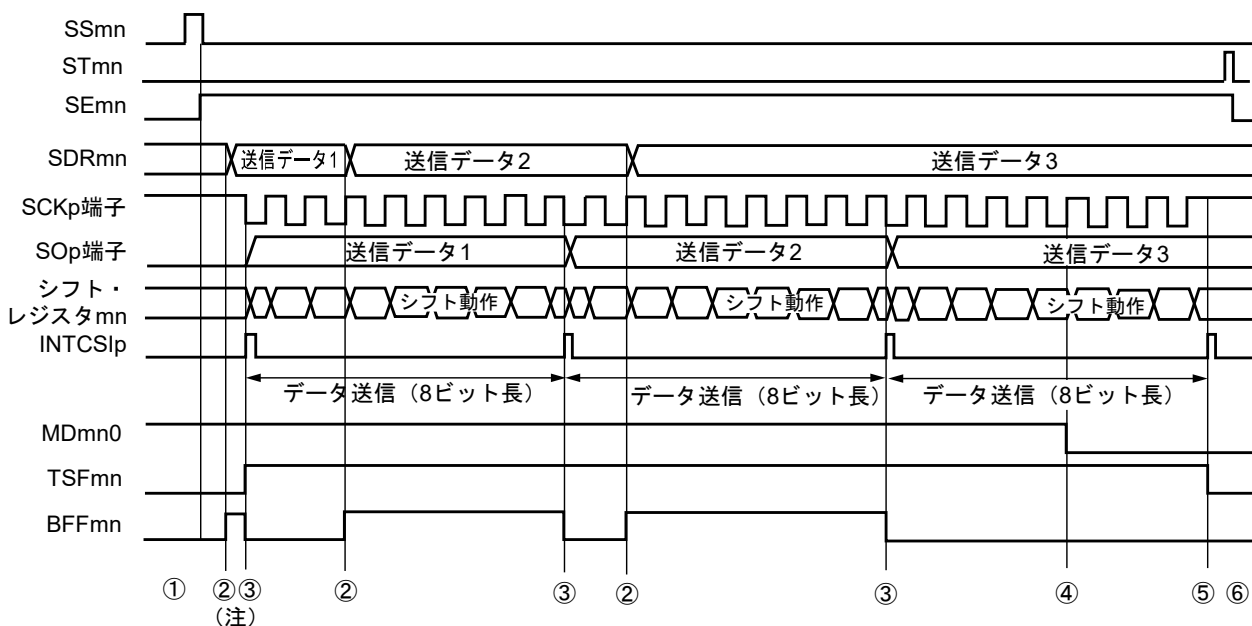 SSmn
STmn
SEmn
SDRmn 送信データ1 送信データ2 送信データ3
SCKp端子
SOp端子 送信データ1 送信データ2 送信データ3
シフト・
レジスタmn シフト動作 シフト動作 シフト動作
INTCSIp
データ送信（8ビット長） データ送信（8ビット長） データ送信（8ビット長）
MDmn0
TSFmn
BFFmn
① ② ③ ② ③ ② ③ ④ ⑤ ⑥
（注）